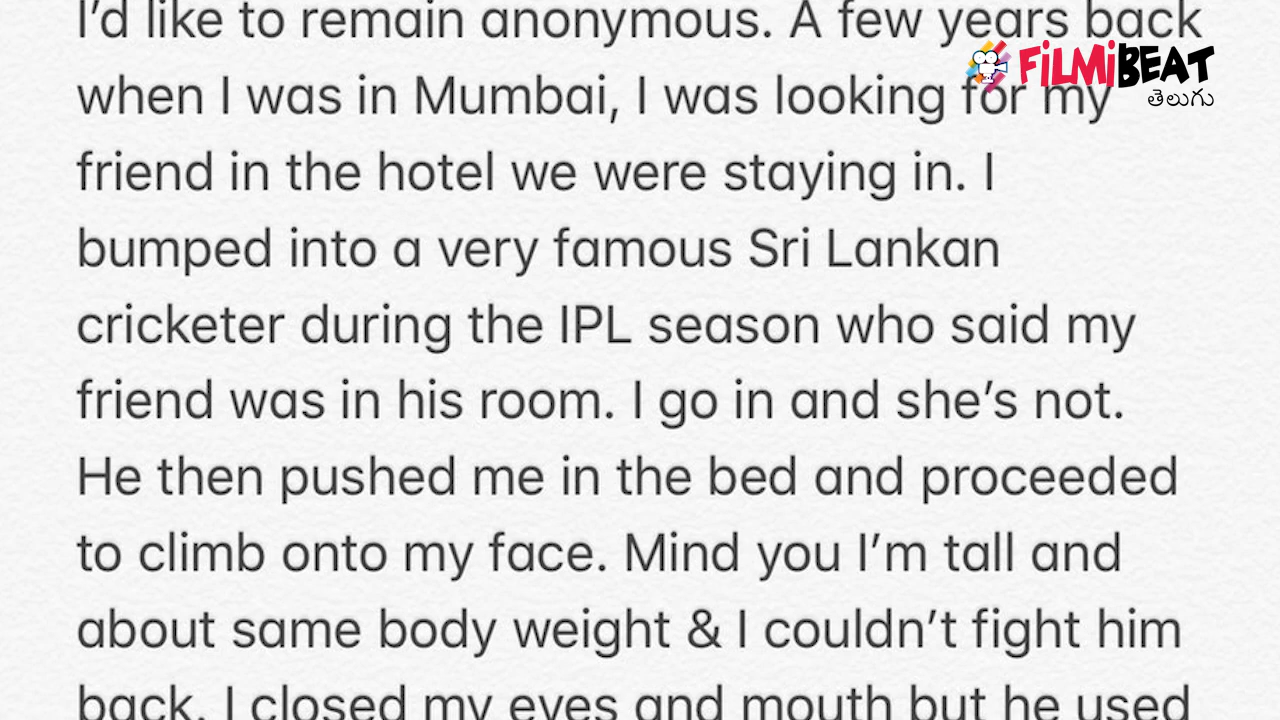 I’d like to remain anonymous. A few years back
when I was in Mumbai, I was looking for my
friend in the hotel we were staying in. I
bumped into a very famous Sri Lankan
cricketer during the IPL season who said my
friend was in his room. I go in and she’s not.
He then pushed me in the bed and proceeded
to climb onto my face. Mind you I’m tall and
about same body weight & I couldn’t fight him
back. I closed my eyes and mouth but he used
FiLMiBEAT
తెలుగు